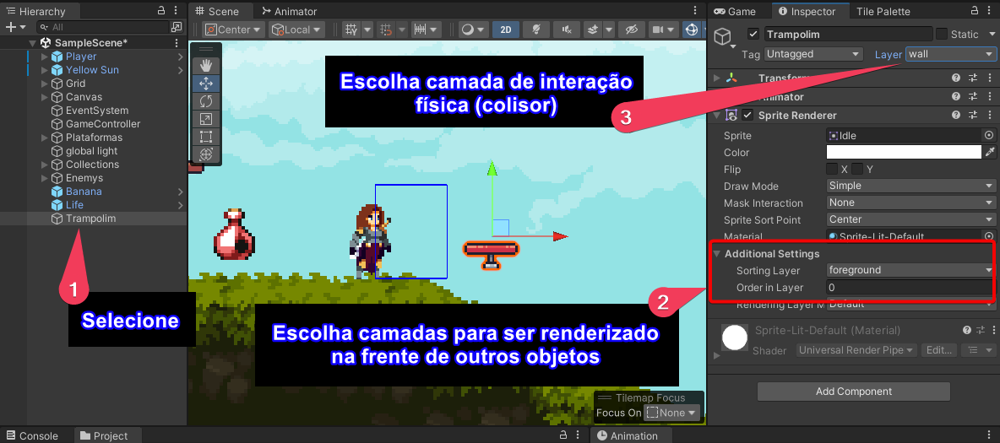 Hierarchy
All
SampleScene*
Player
Yellow Sun
Grid
Canvas
EventSystem
GameController
Plataformas
global light
Collections
Enemys
Banana
Life
Trampolim
1
Selecione
Scene
Animator
Center
Local
2D
Escolha camada de interação
física (colisor)
3
2
Escolha camadas para ser renderizado
na frente de outros objetos
Tilemap Focus
Focus On
None
Game
Inspector
Tile Palette
Trampolim
Static
Tag
Untagged
Layer
wall
Transform
Animator
Sprite Renderer
Sprite
Idle
Color
Flip
X
Y
Draw Mode
Simple
Mask Interaction
None
Sprite Sort Point
Center
Material
Sprite-Lit-Default
Additional Settings
Sorting Layer
foreground
Order in Layer
0
Rendering Layer M
Default
Sprite-Lit-Default (Material)
Shader
Universal Render Pipe
Edit...
Add Component
Console
Project
Animation